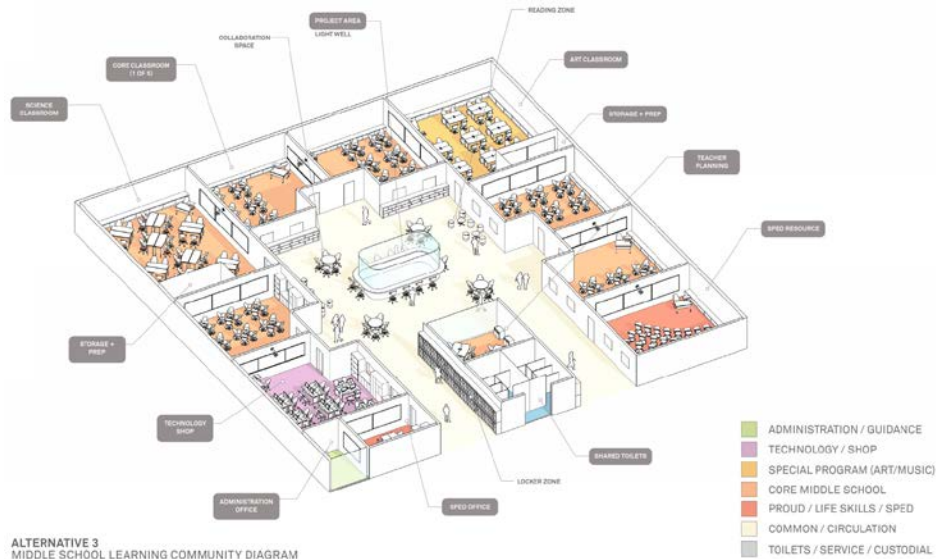 READING ZONE
PROJECT AREA
LIGHT WELL
COLLABORATION
SPACE
ART CLASSROOM
CORE CLASSROOM
(1 OF 5)
SCIENCE
CLASSROOM
STORAGE + PREP
TEACHER
PLANNING
SPED RESOURCE
STORAGE +
PREP
TECHNOLOGY
SHOP
SHARED TOILETS
LOCKER ZONE
ADMINISTRATION
OFFICE
SPED OFFICE
ADMINISTRATION / GUIDANCE
TECHNOLOGY / SHOP
SPECIAL PROGRAM (ART/MUSIC)
CORE MIDDLE SCHOOL
PROUD / LIFE SKILLS / SPED
COMMON / CIRCULATION
TOILETS / SERVICE / CUSTODIAL
ALTERNATIVE 3
MIDDLE SCHOOL LEARNING COMMUNITY DIAGRAM